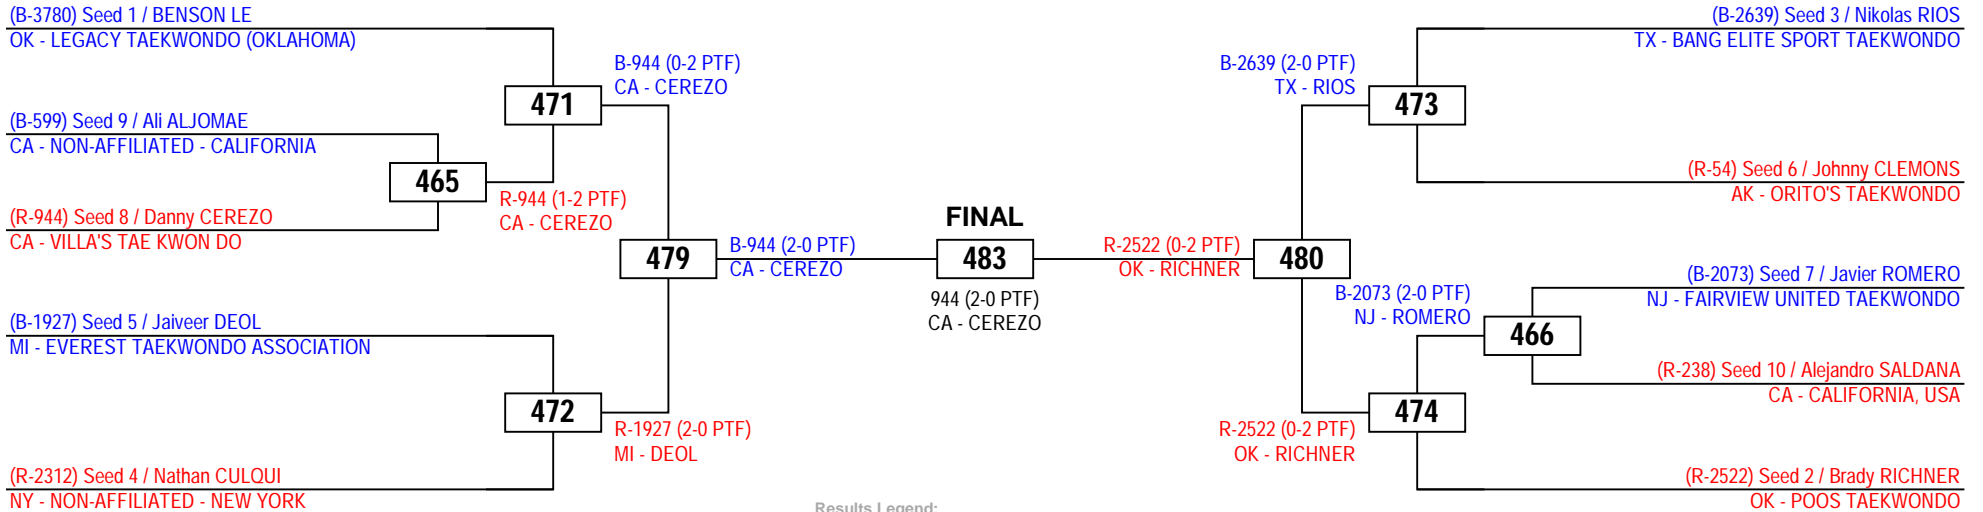 (B-3780) Seed 1 / BENSON LE
OK - LEGACY TAEKWONDO (OKLAHOMA)
B-944 (0-2 PTF)
CA - CEREZO
471
(B-599) Seed 9 / Ali ALJOMAE
CA - NON-AFFILIATED - CALIFORNIA
465
R-944 (1-2 PTF)
CA - CEREZO
(R-944) Seed 8 / Danny CEREZO
CA - VILLA'S TAE KWON DO
479
B-944 (2-0 PTF)
CA - CEREZO
(B-1927) Seed 5 / Jaiveer DEOL
MI - EVEREST TAEKWONDO ASSOCIATION
472
R-1927 (2-0 PTF)
MI - DEOL
(R-2312) Seed 4 / Nathan CULQUI
NY - NON-AFFILIATED - NEW YORK
FINAL
483
944 (2-0 PTF)
CA - CEREZO
(B-2639) Seed 3 / Nikolas RIOS
TX - BANG ELITE SPORT TAEKWONDO
B-2639 (2-0 PTF)
TX - RIOS
473
(R-54) Seed 6 / Johnny CLEMONS
AK - ORITO'S TAEKWONDO
R-2522 (0-2 PTF)
OK - RICHNER
480
(B-2073) Seed 7 / Javier ROMERO
NJ - FAIRVIEW UNITED TAEKWONDO
B-2073 (2-0 PTF)
NJ - ROMERO
466
(R-238) Seed 10 / Alejandro SALDANA
CA - CALIFORNIA, USA
474
R-2522 (0-2 PTF)
OK - RICHNER
(R-2522) Seed 2 / Brady RICHNER
OK - POOS TAEKWONDO
Results Legend: